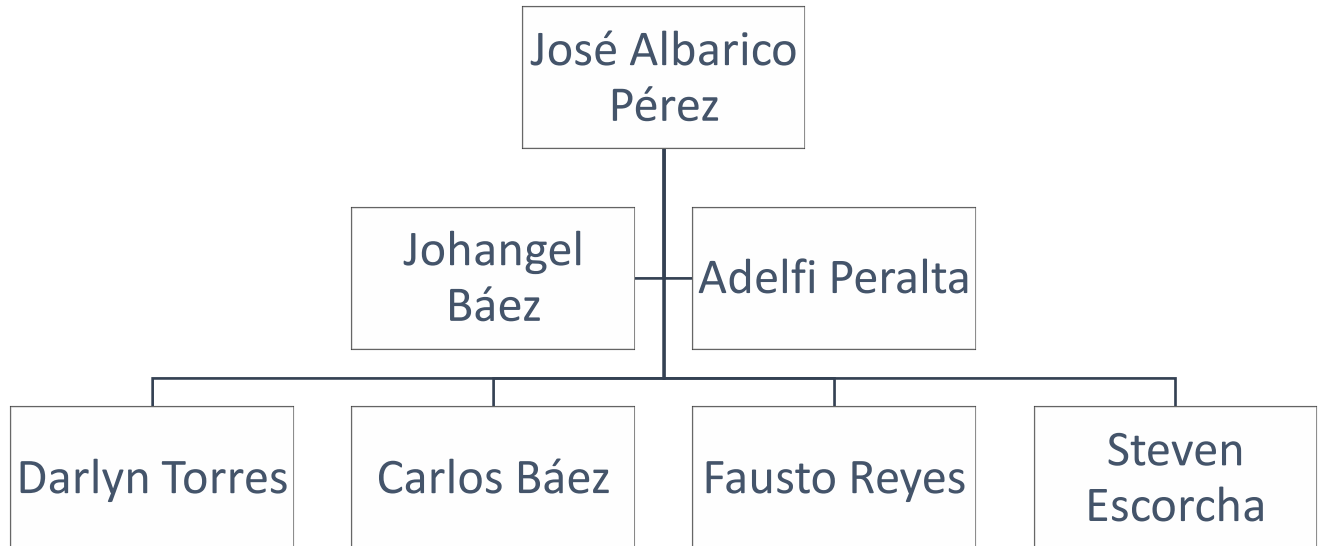 José Albarico
Pérez
Johangel
Báez
Adelfi Peralta
Darlyn Torres
Carlos Báez
Fausto Reyes
Steven
Escorcha